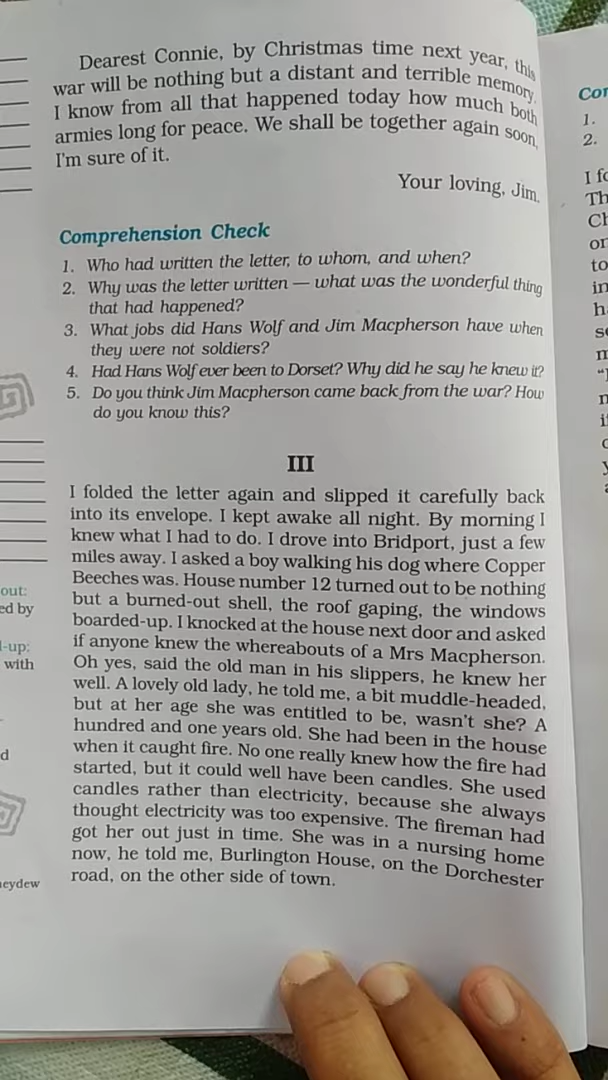 Dearest Connie, by Christmas time next year, this
war will be nothing but a distant and terrible memory.
I know from all that happened today how much both
armies long for peace. We shall be together again soon,
I'm sure of it.
Your loving, Jim.
Comprehension Check
1. Who had written the letter, to whom, and when?
2. Why was the letter written — what was the wonderful thing
that had happened?
3. What jobs did Hans Wolf and Jim Macpherson have when
they were not soldiers?
4. Had Hans Wolf ever been to Dorset? Why did he say he knew it?
5. Do you think Jim Macpherson came back from the war? How
do you know this?
III
I folded the letter again and slipped it carefully back
into its envelope. I kept awake all night. By morning I
knew what I had to do. I drove into Bridport, just a few
miles away. I asked a boy walking his dog where Copper
Beeches was. House number 12 turned out to be nothing
but a burned-out shell, the roof gaping, the windows
boarded-up. I knocked at the house next door and asked
if anyone knew the whereabouts of a Mrs Macpherson.
Oh yes, said the old man in his slippers, he knew her
well. A lovely old lady, he told me, a bit muddle-headed,
but at her age she was entitled to be, wasn't she? A
hundred and one years old. She had been in the house
when it caught fire. No one really knew how the fire had
started, but it could well have been candles. She used
candles rather than electricity, because she always
thought electricity was too expensive. The fireman had
got her out just in time. She was in a nursing home
now, he told me, Burlington House, on the Dorchester
road, on the other side of town.
out:
ed by
-up:
with
d
eydew
1.
2.
I
Th
to
in